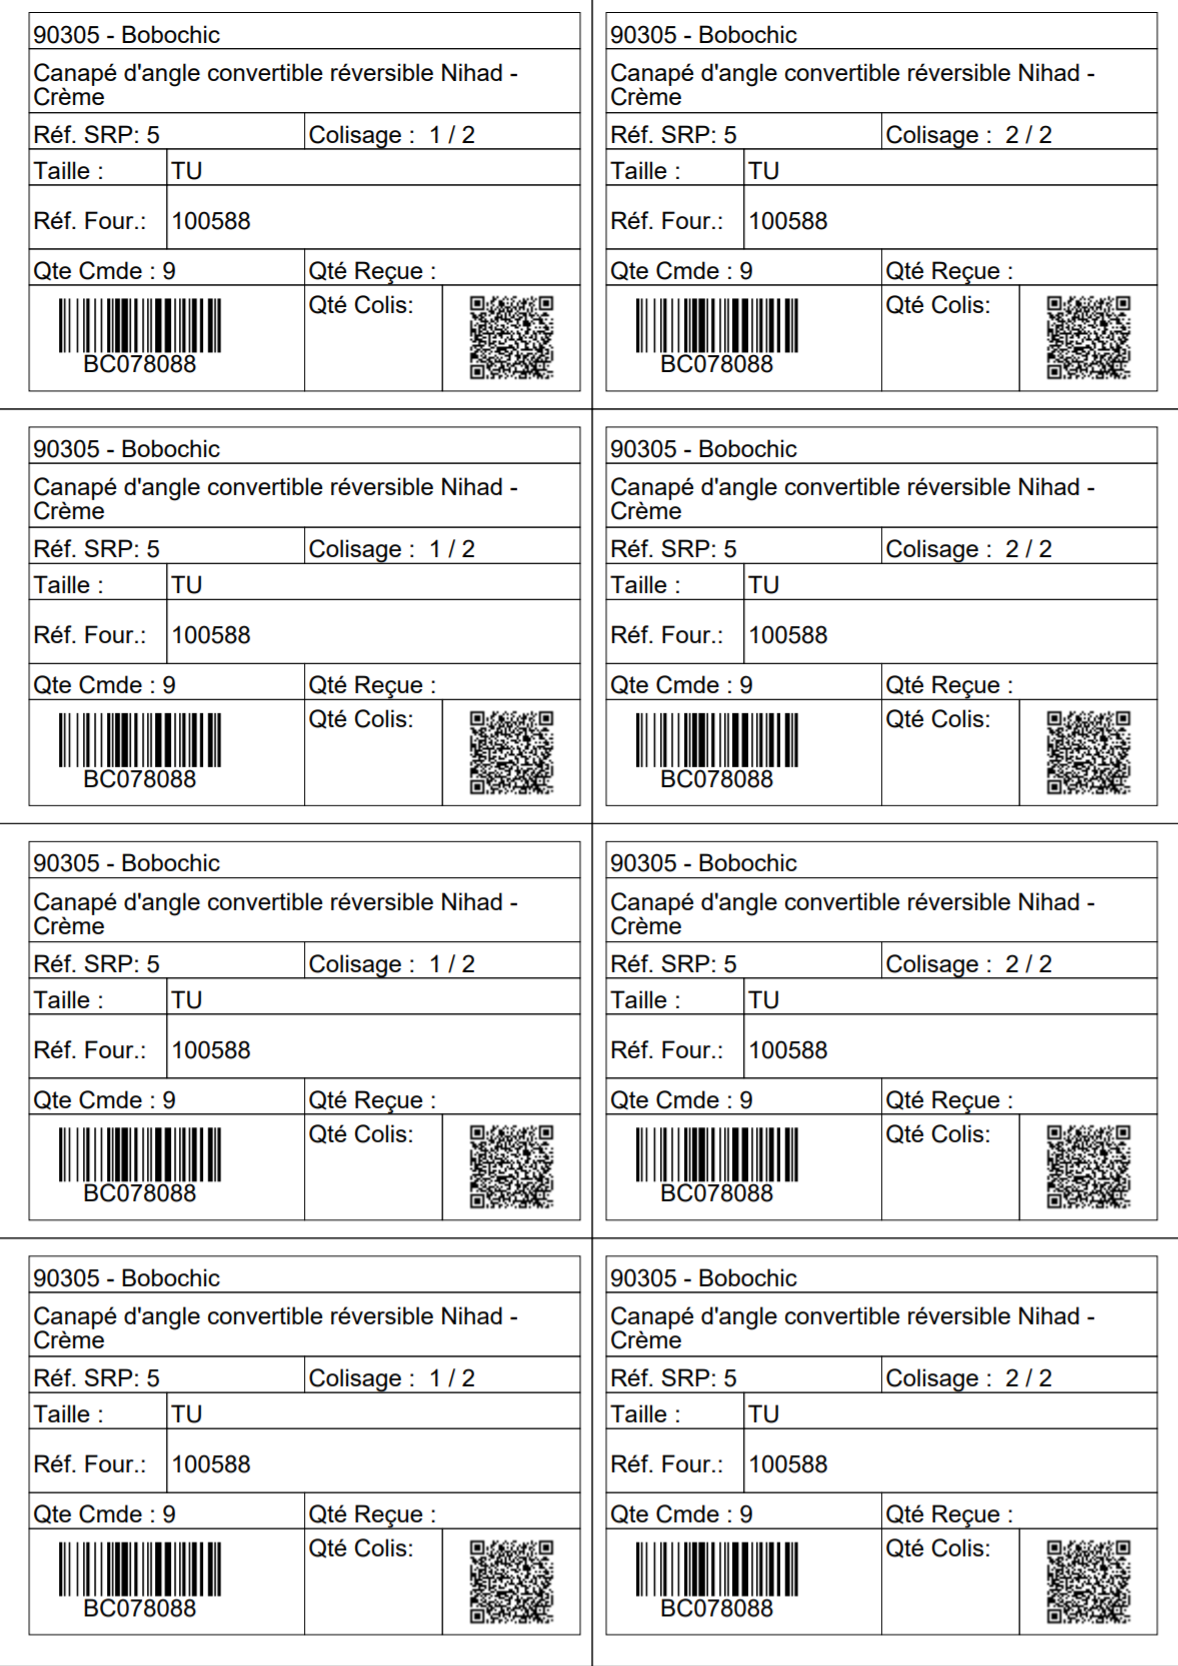 90305 - Bobochic
Canapé d'angle convertible réversible Nihad -
Crème
Réf. SRP: 5
Colisage : 1 / 2
Taille :
TU
Réf. Four.:
100588
Qte Cmde : 9
Qté Reçue :
BC078088
Qté Colis:
90305 - Bobochic
Canapé d'angle convertible réversible Nihad -
Crème
Réf. SRP: 5
Colisage : 2 / 2
Taille :
TU
Réf. Four.:
100588
Qte Cmde : 9
Qté Reçue :
BC078088
Qté Colis:
90305 - Bobochic
Canapé d'angle convertible réversible Nihad -
Crème
Réf. SRP: 5
Colisage : 1 / 2
Taille :
TU
Réf. Four.:
100588
Qte Cmde : 9
Qté Reçue :
BC078088
Qté Colis:
90305 - Bobochic
Canapé d'angle convertible réversible Nihad -
Crème
Réf. SRP: 5
Colisage : 2 / 2
Taille :
TU
Réf. Four.:
100588
Qte Cmde : 9
Qté Reçue :
BC078088
Qté Colis:
90305 - Bobochic
Canapé d'angle convertible réversible Nihad -
Crème
Réf. SRP: 5
Colisage : 1 / 2
Taille :
TU
Réf. Four.:
100588
Qte Cmde : 9
Qté Reçue :
BC078088
Qté Colis:
90305 - Bobochic
Canapé d'angle convertible réversible Nihad -
Crème
Réf. SRP: 5
Colisage : 2 / 2
Taille :
TU
Réf. Four.:
100588
Qte Cmde : 9
Qté Reçue :
BC078088
Qté Colis:
90305 - Bobochic
Canapé d'angle convertible réversible Nihad -
Crème
Réf. SRP: 5
Colisage : 1 / 2
Taille :
TU
Réf. Four.:
100588
Qte Cmde : 9
Qté Reçue :
BC078088
Qté Colis:
90305 - Bobochic
Canapé d'angle convertible réversible Nihad -
Crème
Réf. SRP: 5
Colisage : 2 / 2
Taille :
TU
Réf. Four.:
100588
Qte Cmde : 9
Qté Reçue :
BC078088
Qté Colis: